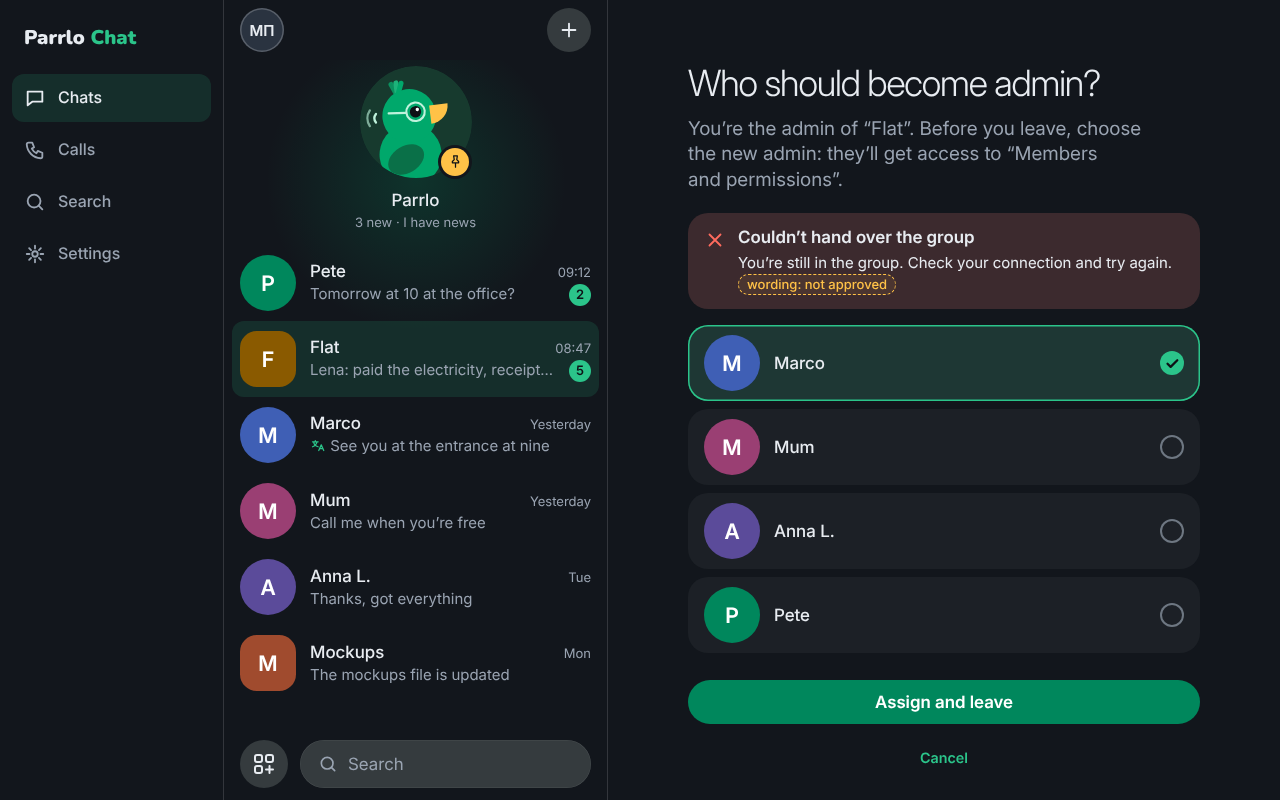 Parrlo Chat
Chats
Calls
Search
Settings
МП
Parrlo
3 new · I have news
Pete
09:12
Tomorrow at 10 at the office?
2
F
Flat
08:47
Lena: paid the electricity, receipt…
5
M
Marco
Yesterday
See you at the entrance at nine
M
Mum
Yesterday
Call me when you’re free
A
Anna L.
Tue
Thanks, got everything
M
Mockups
Mon
The mockups file is updated
P
Search
Who should become admin?
You’re the admin of “Flat”. Before you leave, choose
the new admin: they’ll get access to “Members
and permissions”.
Couldn’t hand over the group
You’re still in the group. Check your connection and try again.
wording: not approved
M
Marco
M
Mum
A
Anna L.
P
Pete
Assign and leave
Cancel